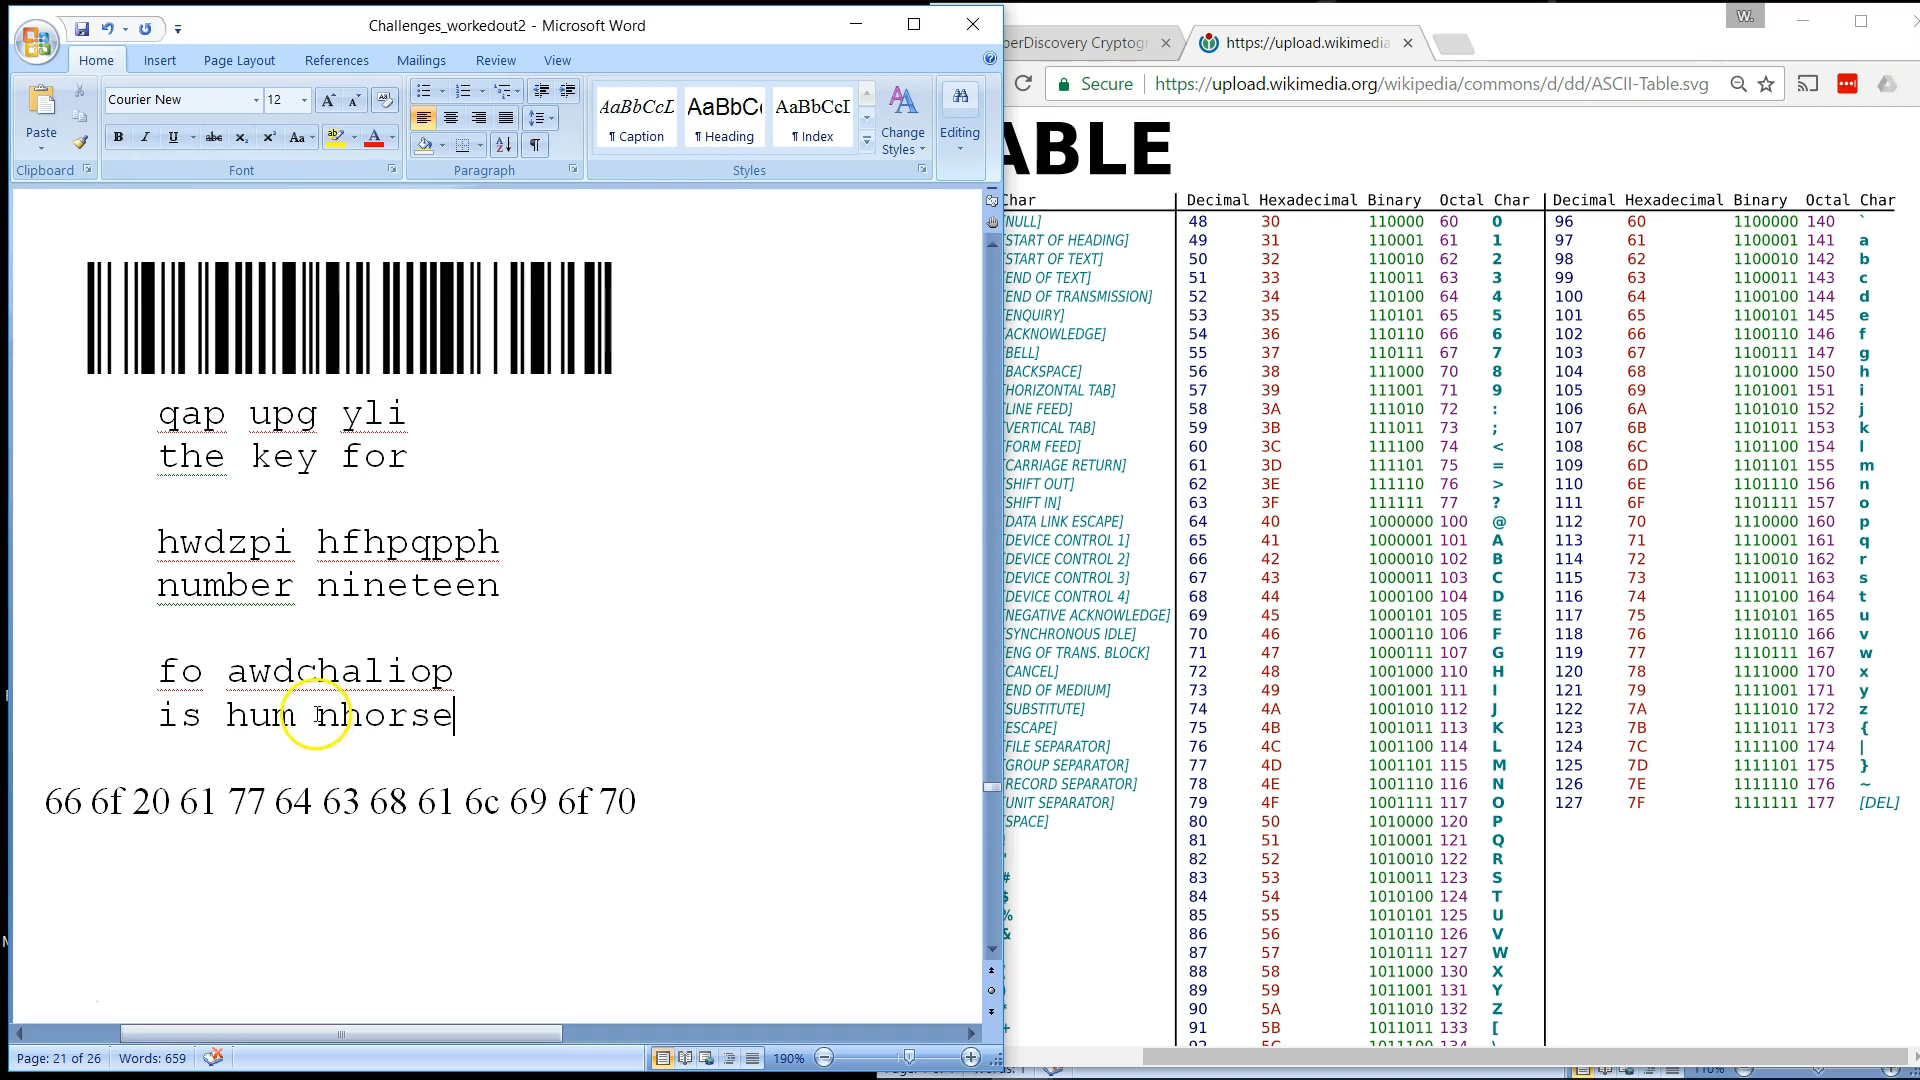 Challenges_workedout2 - Microsoft Word
Home Insert Page Layout References Mailings Review View
Courier New 12
Paste
B I U abc x₂ x² Aa A
AaBbCcL AaBbC AaBbCcI
¶ Caption ¶ Heading ¶ Index
Change Styles
Editing
Clipboard Font Paragraph Styles
qap upg yli
the key for
hwdzpi hfhpqpph
number nineteen
fo awdchaliop
is hum nhorse
66 6f 20 61 77 64 63 68 61 6c 69 6f 70
Page: 21 of 26 Words: 659 190%
W.
berDiscovery Cryptogr https://upload.wikimedia
Secure https://upload.wikimedia.org/wikipedia/commons/d/dd/ASCII-Table.svg
ABLE
Char Decimal Hexadecimal Binary Octal Char Decimal Hexadecimal Binary Octal Char
[NULL] 48 30 110000 60 0 96 60 1100000 140 `
[START OF HEADING] 49 31 110001 61 1 97 61 1100001 141 a
[START OF TEXT] 50 32 110010 62 2 98 62 1100010 142 b
[END OF TEXT] 51 33 110011 63 3 99 63 1100011 143 c
[END OF TRANSMISSION] 52 34 110100 64 4 100 64 1100100 144 d
[ENQUIRY] 53 35 110101 65 5 101 65 1100101 145 e
[ACKNOWLEDGE] 54 36 110110 66 6 102 66 1100110 146 f
[BELL] 55 37 110111 67 7 103 67 1100111 147 g
[BACKSPACE] 56 38 111000 70 8 104 68 1101000 150 h
[HORIZONTAL TAB] 57 39 111001 71 9 105 69 1101001 151 i
[LINE FEED] 58 3A 111010 72 : 106 6A 1101010 152 j
[VERTICAL TAB] 59 3B 111011 73 ; 107 6B 1101011 153 k
[FORM FEED] 60 3C 111100 74 < 108 6C 1101100 154 l
[CARRIAGE RETURN] 61 3D 111101 75 = 109 6D 1101101 155 m
[SHIFT OUT] 62 3E 111110 76 > 110 6E 1101110 156 n
[SHIFT IN] 63 3F 111111 77 ? 111 6F 1101111 157 o
[DATA LINK ESCAPE] 64 40 1000000 100 @ 112 70 1110000 160 p
[DEVICE CONTROL 1] 65 41 1000001 101 A 113 71 1110001 161 q
[DEVICE CONTROL 2] 66 42 1000010 102 B 114 72 1110010 162 r
[DEVICE CONTROL 3] 67 43 1000011 103 C 115 73 1110011 163 s
[DEVICE CONTROL 4] 68 44 1000100 104 D 116 74 1110100 164 t
[NEGATIVE ACKNOWLEDGE] 69 45 1000101 105 E 117 75 1110101 165 u
[SYNCHRONOUS IDLE] 70 46 1000110 106 F 118 76 1110110 166 v
[ENG OF TRANS. BLOCK] 71 47 1000111 107 G 119 77 1110111 167 w
[CANCEL] 72 48 1001000 110 H 120 78 1111000 170 x
[END OF MEDIUM] 73 49 1001001 111 I 121 79 1111001 171 y
[SUBSTITUTE] 74 4A 1001010 112 J 122 7A 1111010 172 z
[ESCAPE] 75 4B 1001011 113 K 123 7B 1111011 173 {
[FILE SEPARATOR] 76 4C 1001100 114 L 124 7C 1111100 174 |
[GROUP SEPARATOR] 77 4D 1001101 115 M 125 7D 1111101 175 }
[RECORD SEPARATOR] 78 4E 1001110 116 N 126 7E 1111110 176 ~
[UNIT SEPARATOR] 79 4F 1001111 117 O 127 7F 1111111 177 [DEL]
[SPACE] 80 50 1010000 120 P
81 51 1010001 121 Q
82 52 1010010 122 R
# 83 53 1010011 123 S
$ 84 54 1010100 124 T
% 85 55 1010101 125 U
& 86 56 1010110 126 V
87 57 1010111 127 W
88 58 1011000 130 X
) 89 59 1011001 131 Y
* 90 5A 1011010 132 Z
+ 91 5B 1011011 133 [